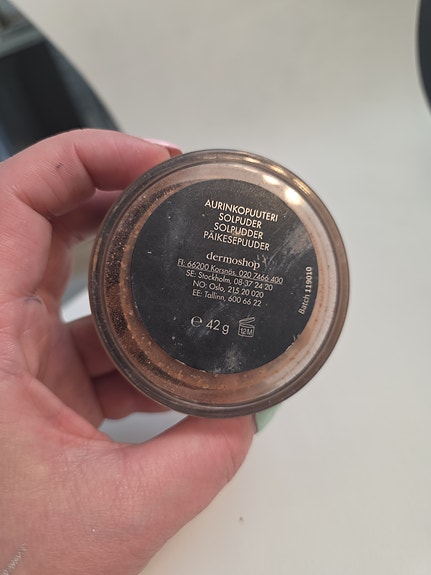 AURINKOPUUTERI
SOLPUDER
SOLPUDDER
PÄIKESEPUUDER
dermoshop
FI: 66200 Korsnäs, 020 7466 400
SE: Stockholm, 08 37 24 20
NO: Oslo, 215 20 020
EE: Tallinn, 600 66 22
℮ 42 g
12M
Batch 119010